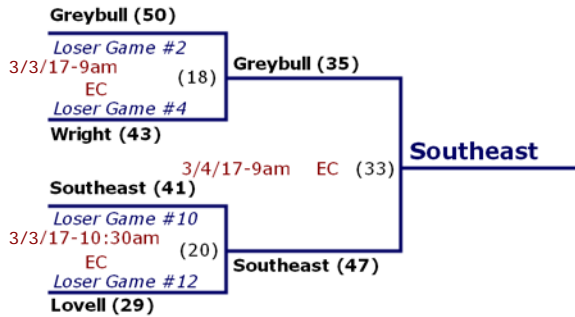 Greybull (50)
Loser Game #2
3/3/17-9am
(18)
EC
Greybull (35)
Loser Game #4
Wright (43)
3/4/17-9am EC (33)
Southeast
Southeast (41)
Loser Game #10
3/3/17-10:30am
(20)
EC
Southeast (47)
Loser Game #12
Lovell (29)